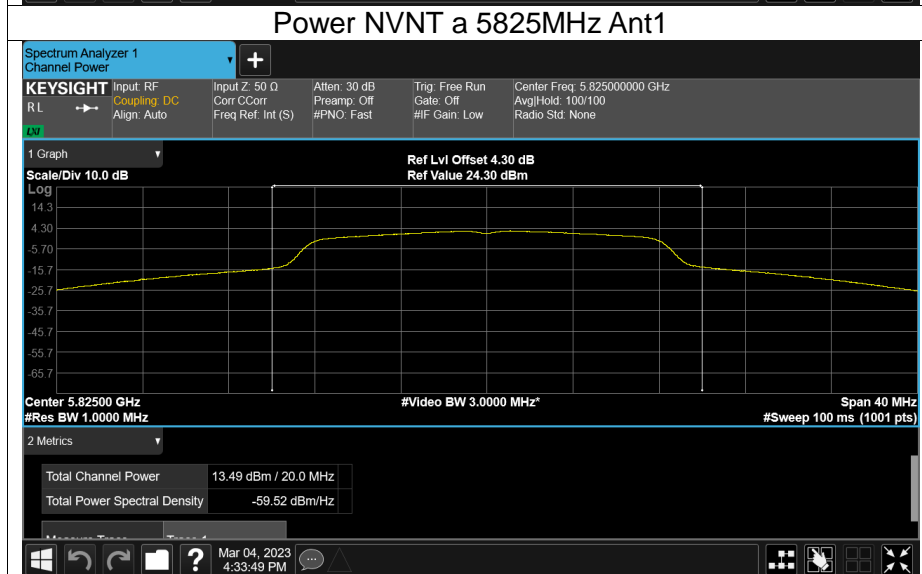 Power NVNT a 5825MHz Ant1
Spectrum Analyzer 1
Channel Power
+
KEYSIGHT Input: RF Input Z: 50 Ω Atten: 30 dB Trig: Free Run Center Freq: 5.825000000 GHz
R L Coupling: DC Corr CCorr Preamp: Off Gate: Off Avg|Hold: 100/100
Align: Auto Freq Ref: Int (S) #PNO: Fast #IF Gain: Low Radio Std: None
LXI
1 Graph
Ref Lvl Offset 4.30 dB
Scale/Div 10.0 dB Ref Value 24.30 dBm
Log
14.3
4.30
-5.70
-15.7
-25.7
-35.7
-45.7
-55.7
-65.7
Center 5.82500 GHz #Video BW 3.0000 MHz* Span 40 MHz
#Res BW 1.0000 MHz #Sweep 100 ms (1001 pts)
2 Metrics
Total Channel Power 13.49 dBm / 20.0 MHz
Total Power Spectral Density -59.52 dBm/Hz
? Mar 04, 2023
4:33:49 PM